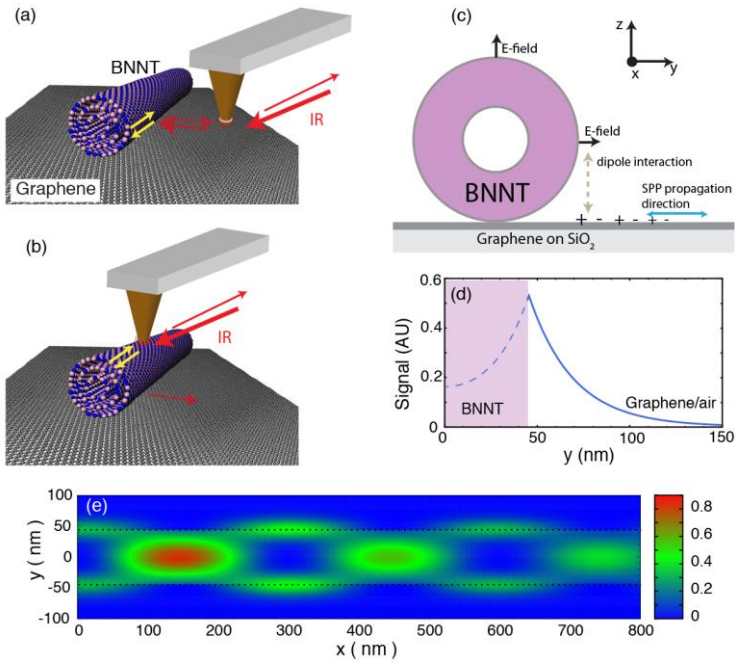 (a)
BNNT
IR
Graphene
(b)
IR
(c)
E-field
z
x
y
E-field
dipole interaction
BNNT
SPP propagation
direction
+ - + - + -
Graphene on SiO₂
(d)
0.6
0.4
0.2
0
Signal (AU)
BNNT
Graphene/air
0
50
100
150
y (nm)
(e)
100
50
0
-50
-100
y ( nm )
0
100
200
300
400
500
600
700
800
x ( nm )
0.8
0.6
0.4
0.2
0